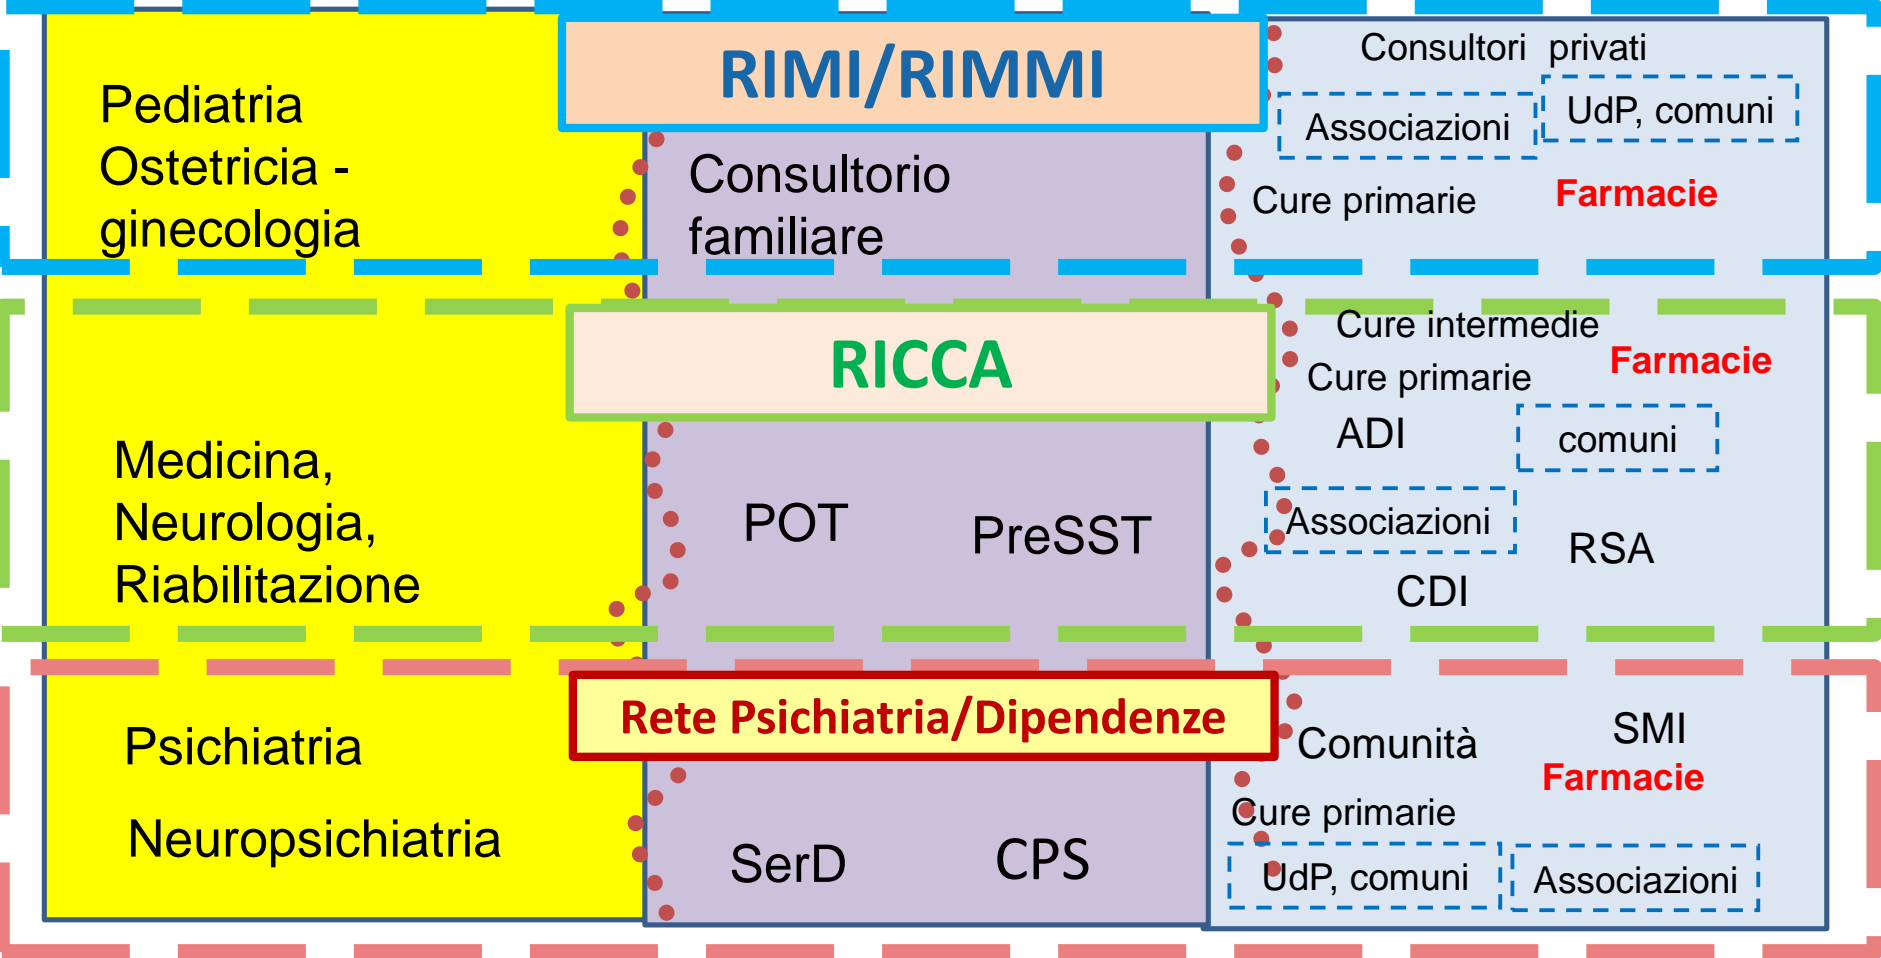 RIMI/RIMMI
Pediatria
Ostetricia -
ginecologia
Consultorio
familiare
Consultori privati
Associazioni
UdP, comuni
Cure primarie
Farmacie
RICCA
Medicina,
Neurologia,
Riabilitazione
POT
PreSST
Cure intermedie
Farmacie
Cure primarie
ADI
comuni
Associazioni
RSA
CDI
Rete Psichiatria/Dipendenze
Psichiatria
Neuropsichiatria
SerD
CPS
Comunità
SMI
Farmacie
Cure primarie
UdP, comuni
Associazioni